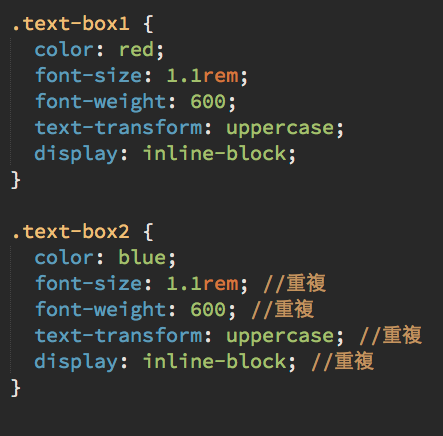 .text-box1 {
color: red;
font-size: 1.1rem;
font-weight: 600;
text-transform: uppercase;
display: inline-block;
}
.text-box2 {
color: blue;
font-size: 1.1rem; //重複
font-weight: 600; //重複
text-transform: uppercase; //重複
display: inline-block; //重複
}